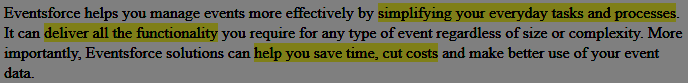 Eventsforce helps you manage events more effectively by simplifying your everyday tasks and processes.
It can deliver all the functionality you require for any type of event regardless of size or complexity. More
importantly, Eventsforce solutions can help you save time, cut costs and make better use of your event
data.